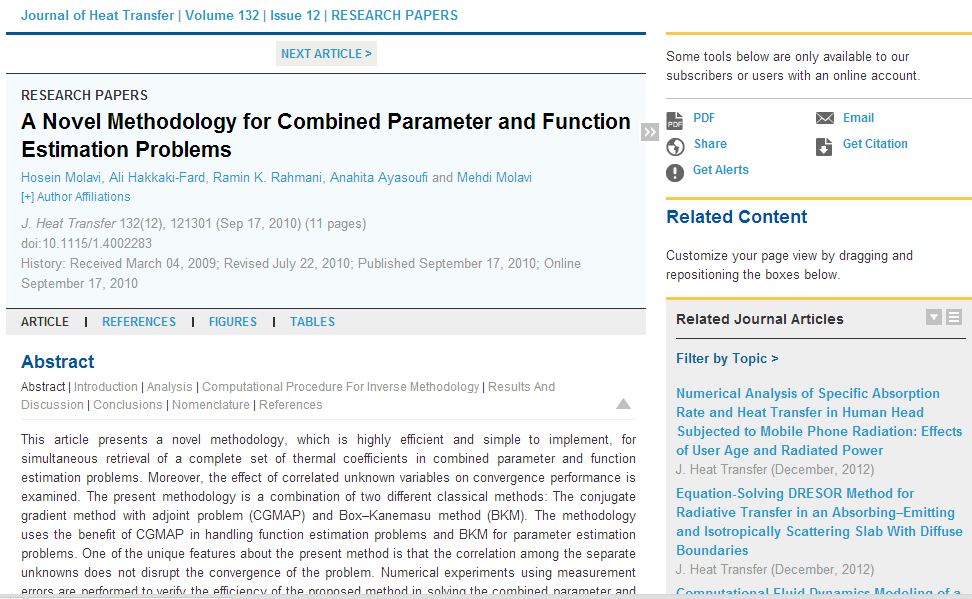 Journal of Heat Transfer | Volume 132 | Issue 12 | RESEARCH PAPERS
NEXT ARTICLE >
RESEARCH PAPERS
A Novel Methodology for Combined Parameter and Function
Estimation Problems
Hosein Molavi, Ali Hakkaki-Fard, Ramin K. Rahmani, Anahita Ayasoufi and Mehdi Molavi
[+] Author Affiliations
J. Heat Transfer 132(12), 121301 (Sep 17, 2010) (11 pages)
doi:10.1115/1.4002283
History: Received March 04, 2009; Revised July 22, 2010; Published September 17, 2010; Online
September 17, 2010
ARTICLE | REFERENCES | FIGURES | TABLES
Abstract
Abstract | Introduction | Analysis | Computational Procedure For Inverse Methodology | Results And
Discussion | Conclusions | Nomenclature | References
This article presents a novel methodology, which is highly efficient and simple to implement, for
simultaneous retrieval of a complete set of thermal coefficients in combined parameter and function
estimation problems. Moreover, the effect of correlated unknown variables on convergence performance is
examined. The present methodology is a combination of two different classical methods: The conjugate
gradient method with adjoint problem (CGMAP) and Box–Kanemasu method (BKM). The methodology
uses the benefit of CGMAP in handling function estimation problems and BKM for parameter estimation
problems. One of the unique features about the present method is that the correlation among the separate
unknowns does not disrupt the convergence of the problem. Numerical experiments using measurement
errors are performed to verify the efficiency of the proposed method in solving the combined parameter and
Some tools below are only available to our
subscribers or users with an online account.
PDF
PDF
Email
Share
Get Citation
Get Alerts
Related Content
Customize your page view by dragging and
repositioning the boxes below.
Related Journal Articles
Filter by Topic >
Numerical Analysis of Specific Absorption
Rate and Heat Transfer in Human Head
Subjected to Mobile Phone Radiation: Effects
of User Age and Radiated Power
J. Heat Transfer (December, 2012)
Equation-Solving DRESOR Method for
Radiative Transfer in an Absorbing–Emitting
and Isotropically Scattering Slab With Diffuse
Boundaries
J. Heat Transfer (December, 2012)
Computational Fluid Dynamics Modeling of a